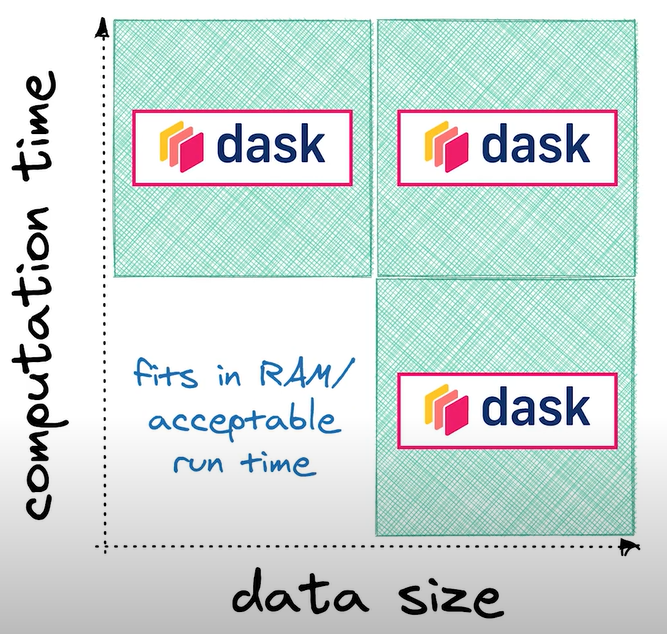 computation time
dask
dask
fits in RAM/
acceptable
run time
dask
data size